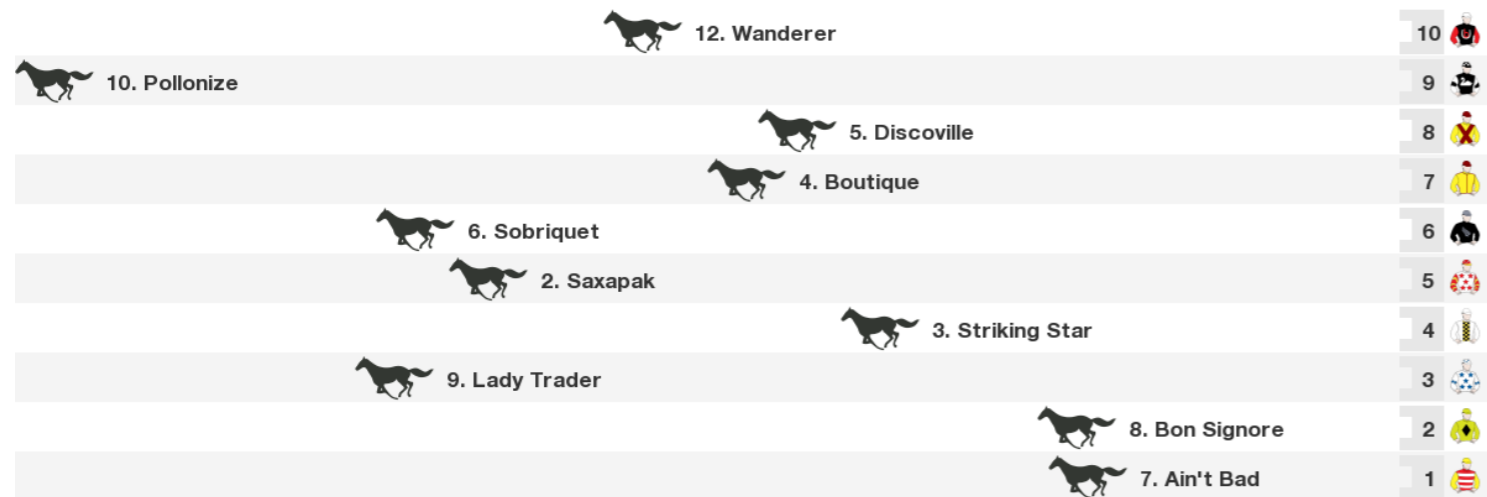 12. Wanderer 10
10. Pollonize 9
5. Discoville 8
4. Boutique 7
6. Sobriquet 6
2. Saxapak 5
3. Striking Star 4
9. Lady Trader 3
8. Bon Signore 2
7. Ain't Bad 1